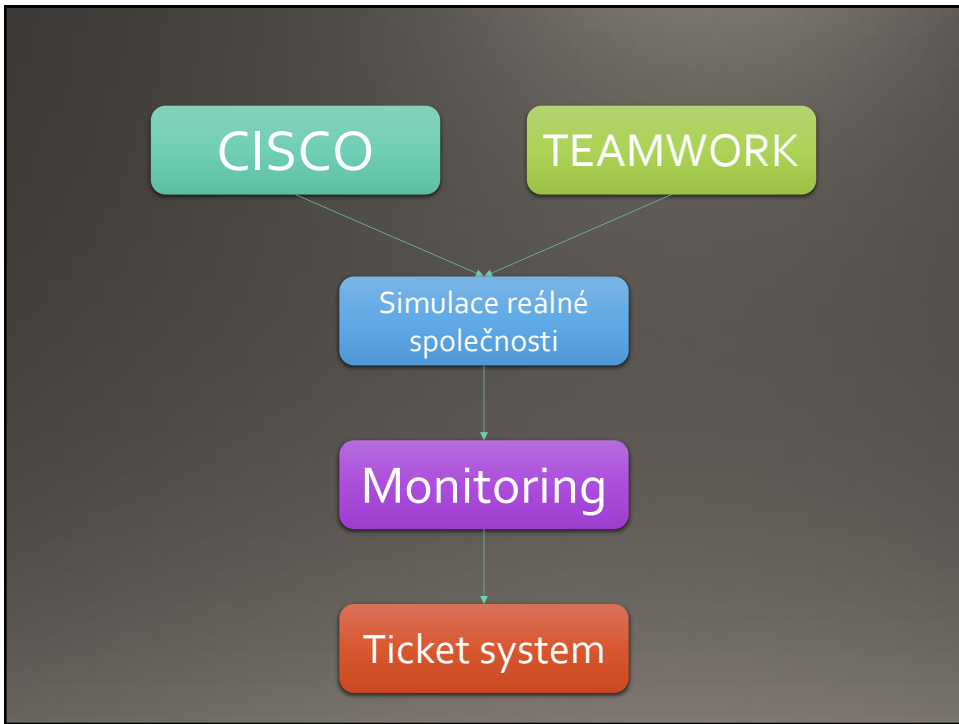 CISCO
TEAMWORK
Simulace reálné
společnosti
Monitoring
Ticket system